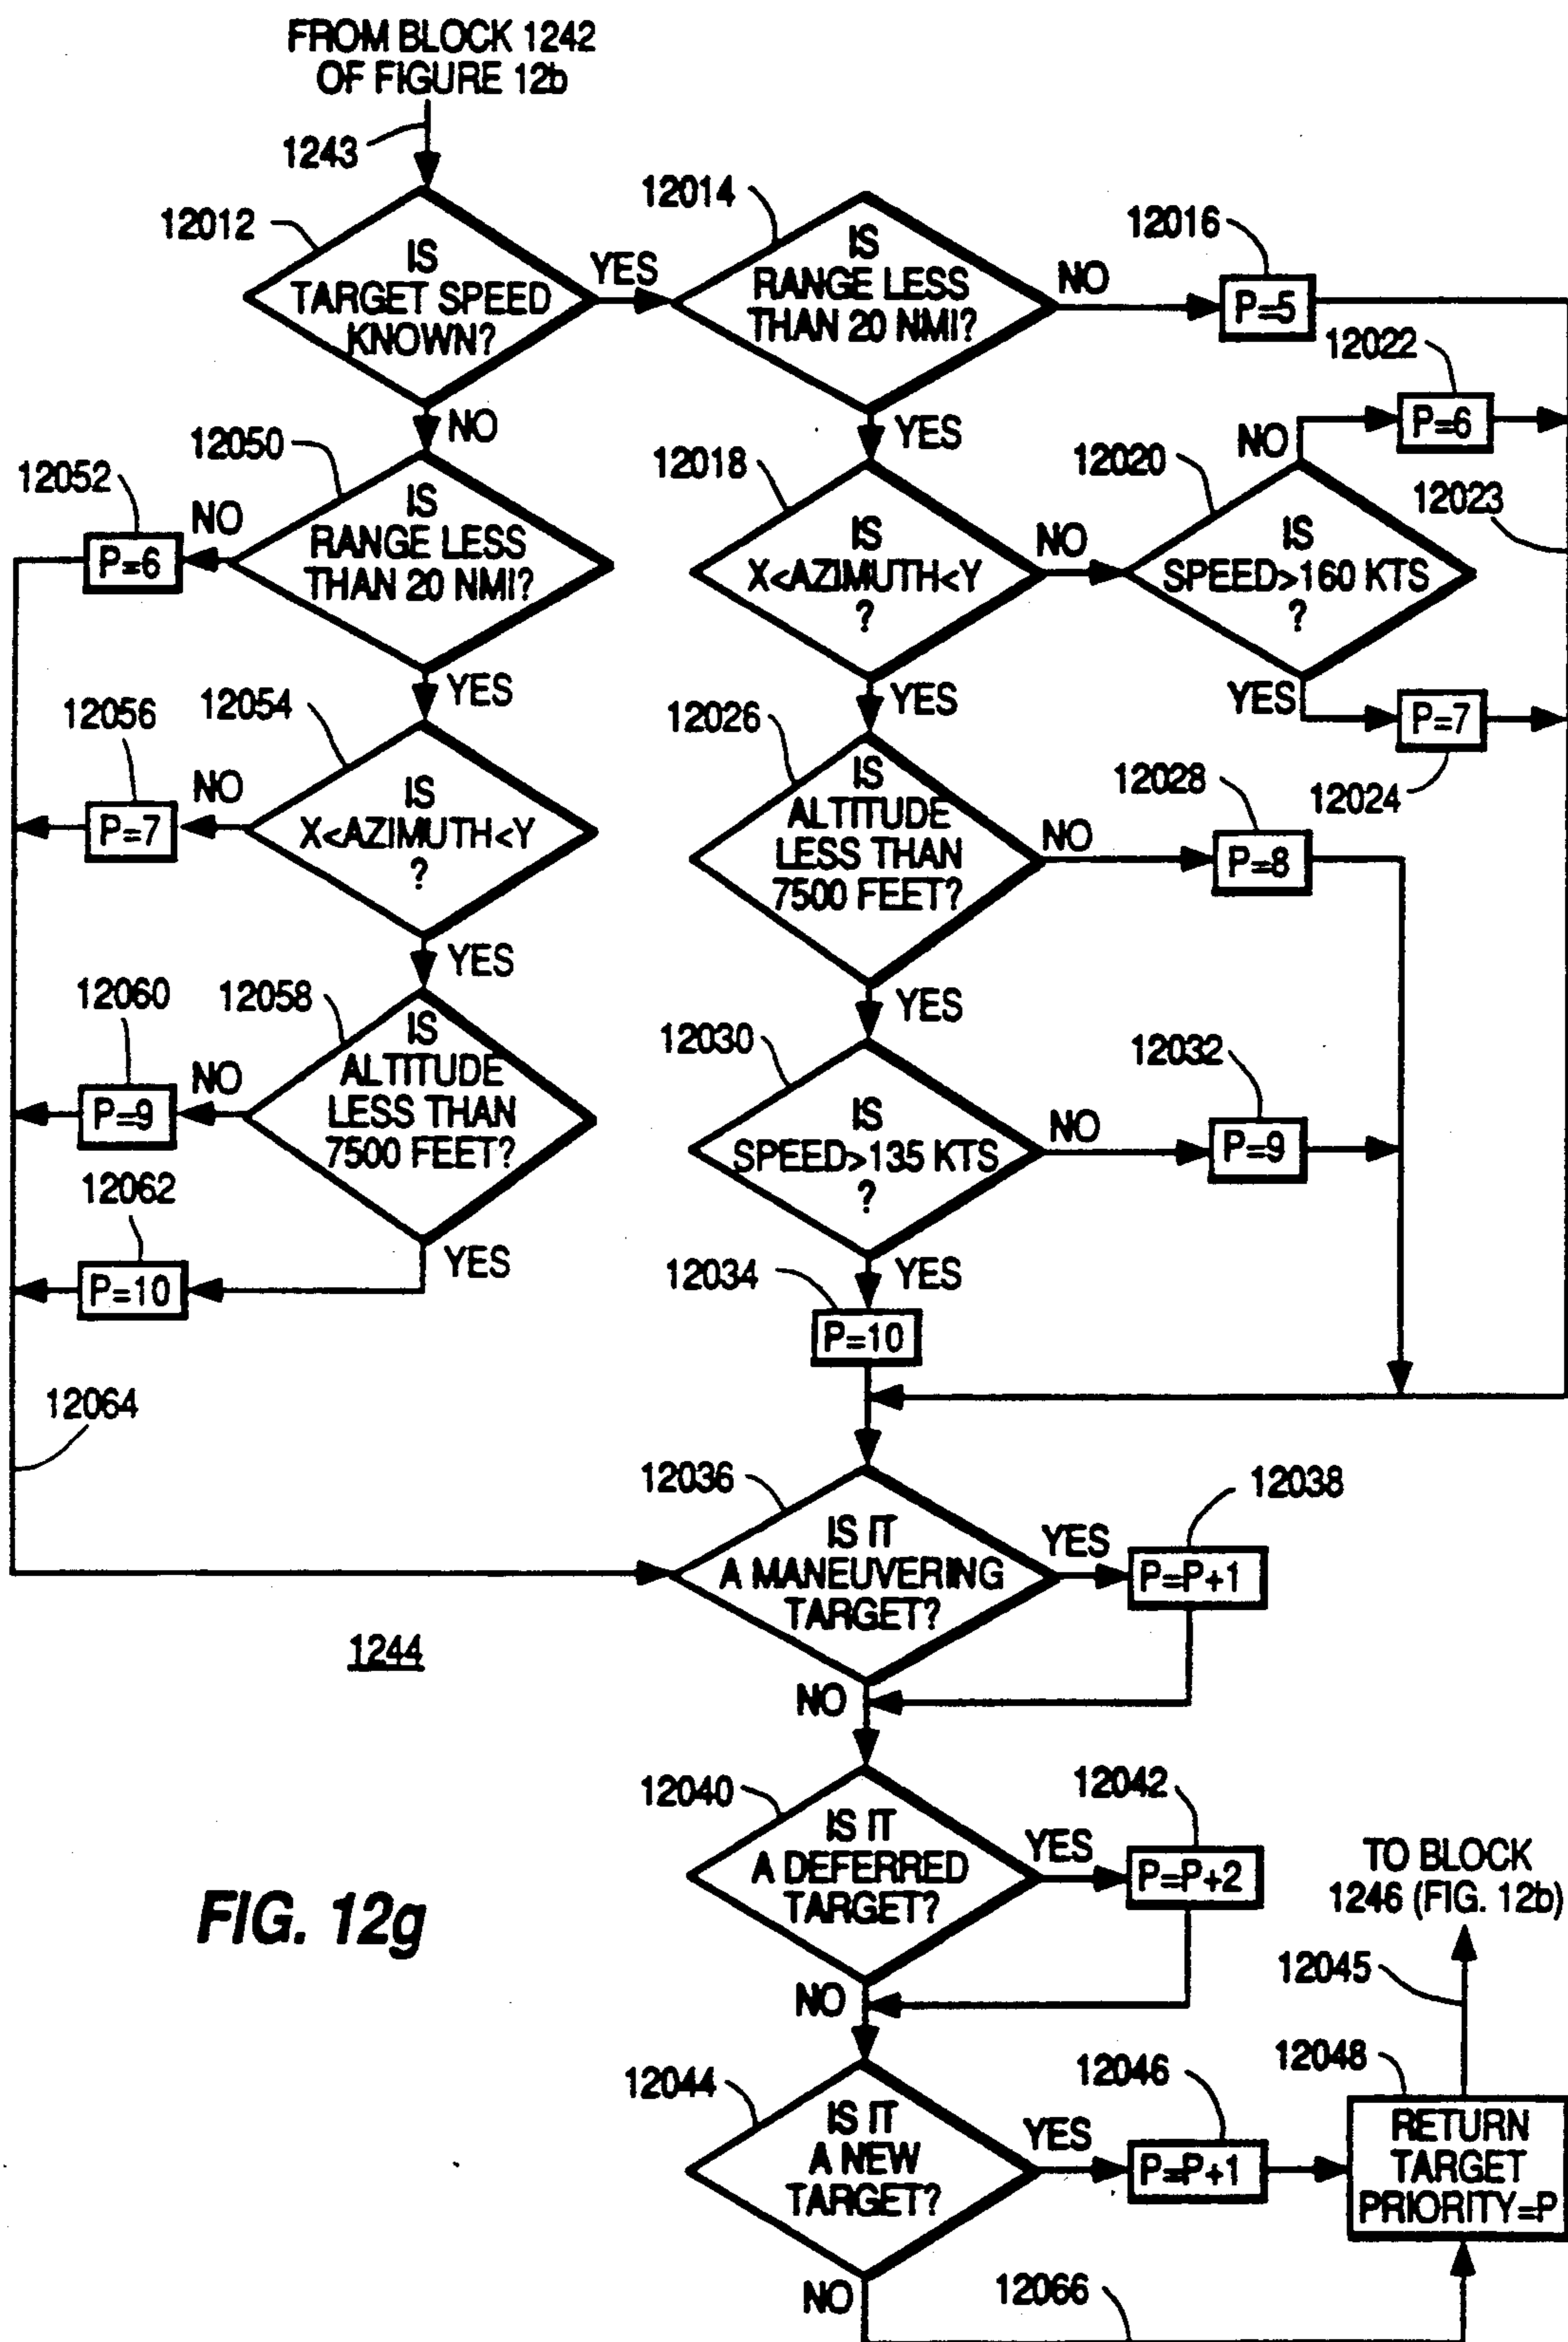 FROM BLOCK 1242
OF FIGURE 12b
1243
12012
IS
TARGET SPEED
KNOWN?
YES
NO
12014
IS
RANGE LESS
THAN 20 NMI?
NO
YES
12016
P=5
12022
P=6
12050
IS
RANGE LESS
THAN 20 NMI?
NO
YES
12052
P=6
12018
IS
X<AZIMUTH<Y
?
NO
YES
12020
IS
SPEED>160 KTS
?
NO
YES
12023
P=7
12024
12056
P=7
12054
IS
X<AZIMUTH<Y
?
NO
YES
12026
IS
ALTITUDE
LESS THAN
7500 FEET?
NO
YES
12028
P=8
12060
P=9
12058
IS
ALTITUDE
LESS THAN
7500 FEET?
NO
YES
12062
P=10
12030
IS
SPEED>135 KTS
?
NO
YES
12032
P=9
12034
P=10
12064
12036
IS IT
A MANEUVERING
TARGET?
YES
NO
12038
P=P+1
1244
12040
IS IT
A DEFERRED
TARGET?
YES
NO
12042
P=P+2
FIG. 12g
TO BLOCK
1246 (FIG. 12b)
12045
12044
IS IT
A NEW
TARGET?
YES
NO
12046
P=P+1
12048
RETURN
TARGET
PRIORITY=P
12066